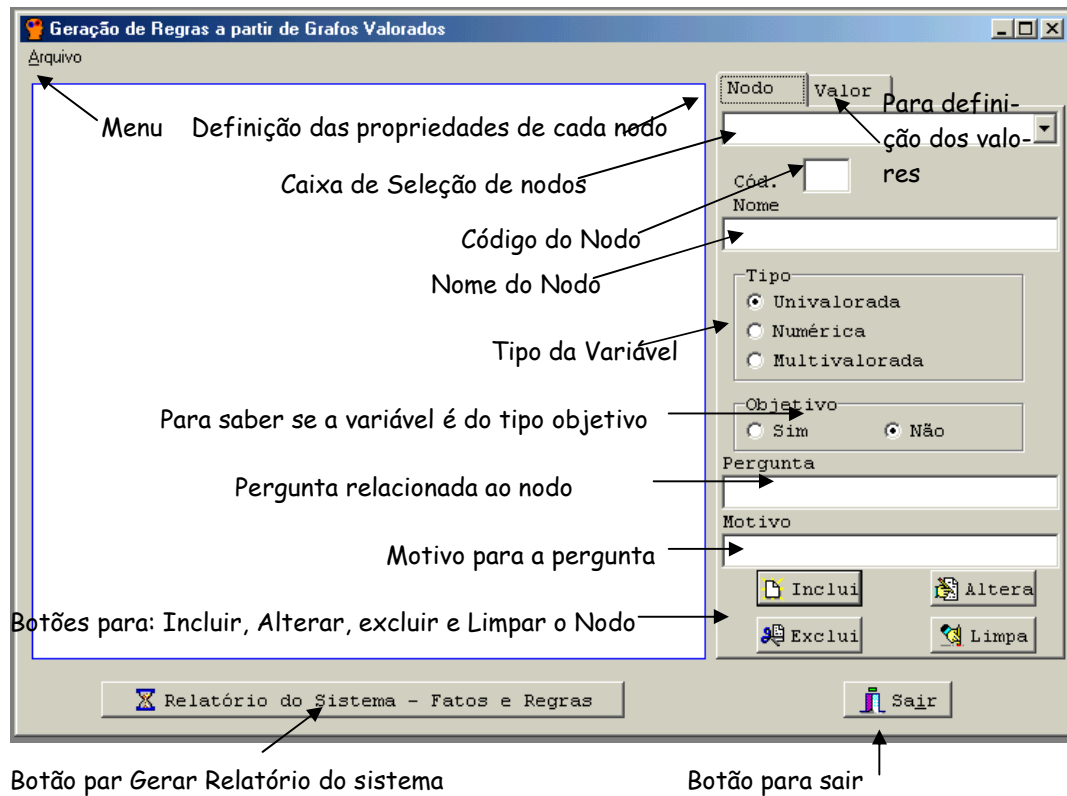 Geração de Regras a partir de Grafos Valorados
Arquivo
Nodo
Valor
Menu
Definição das propriedades de cada nodo
Para defini-
ção dos valo-
res
Caixa de Seleção de nodos
Cód.
Nome
Código do Nodo
Nome do Nodo
Tipo
Univalorada
Numérica
Multivalorada
Tipo da Variável
Objetivo
Sim
Não
Para saber se a variável é do tipo objetivo
Pergunta
Pergunta relacionada ao nodo
Motivo
Motivo para a pergunta
Inclui
Altera
Botões para: Incluir, Alterar, excluir e Limpar o Nodo
Exclui
Limpa
Relatório do Sistema - Fatos e Regras
Sair
Botão par Gerar Relatório do sistema
Botão para sair